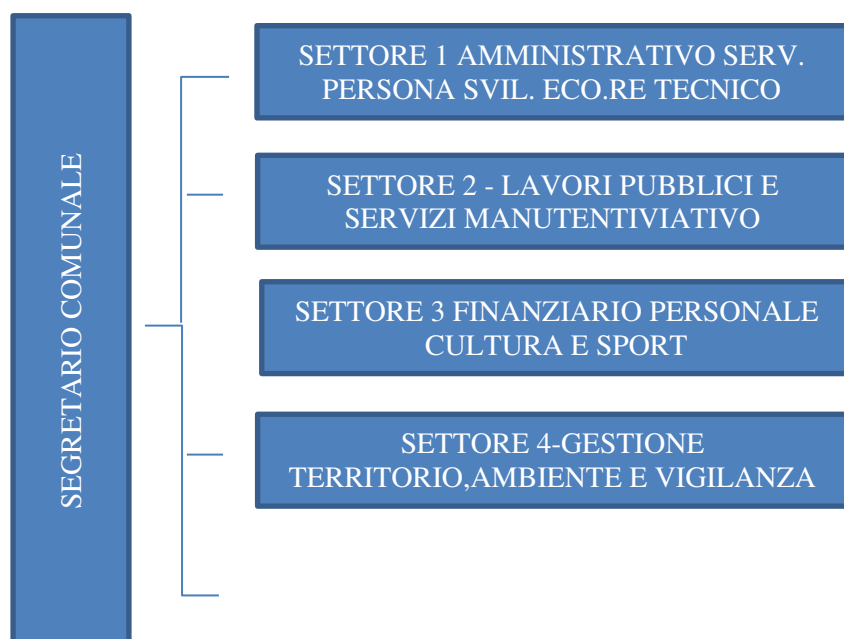 SEGRETARIO COMUNALE
SETTORE 1 AMMINISTRATIVO SERV.
PERSONA SVIL. ECO.RE TECNICO
SETTORE 2 - LAVORI PUBBLICI E
SERVIZI MANUTENTIVIATIVO
SETTORE 3 FINANZIARIO PERSONALE
CULTURA E SPORT
SETTORE 4-GESTIONE
TERRITORIO,AMBIENTE E VIGILANZA